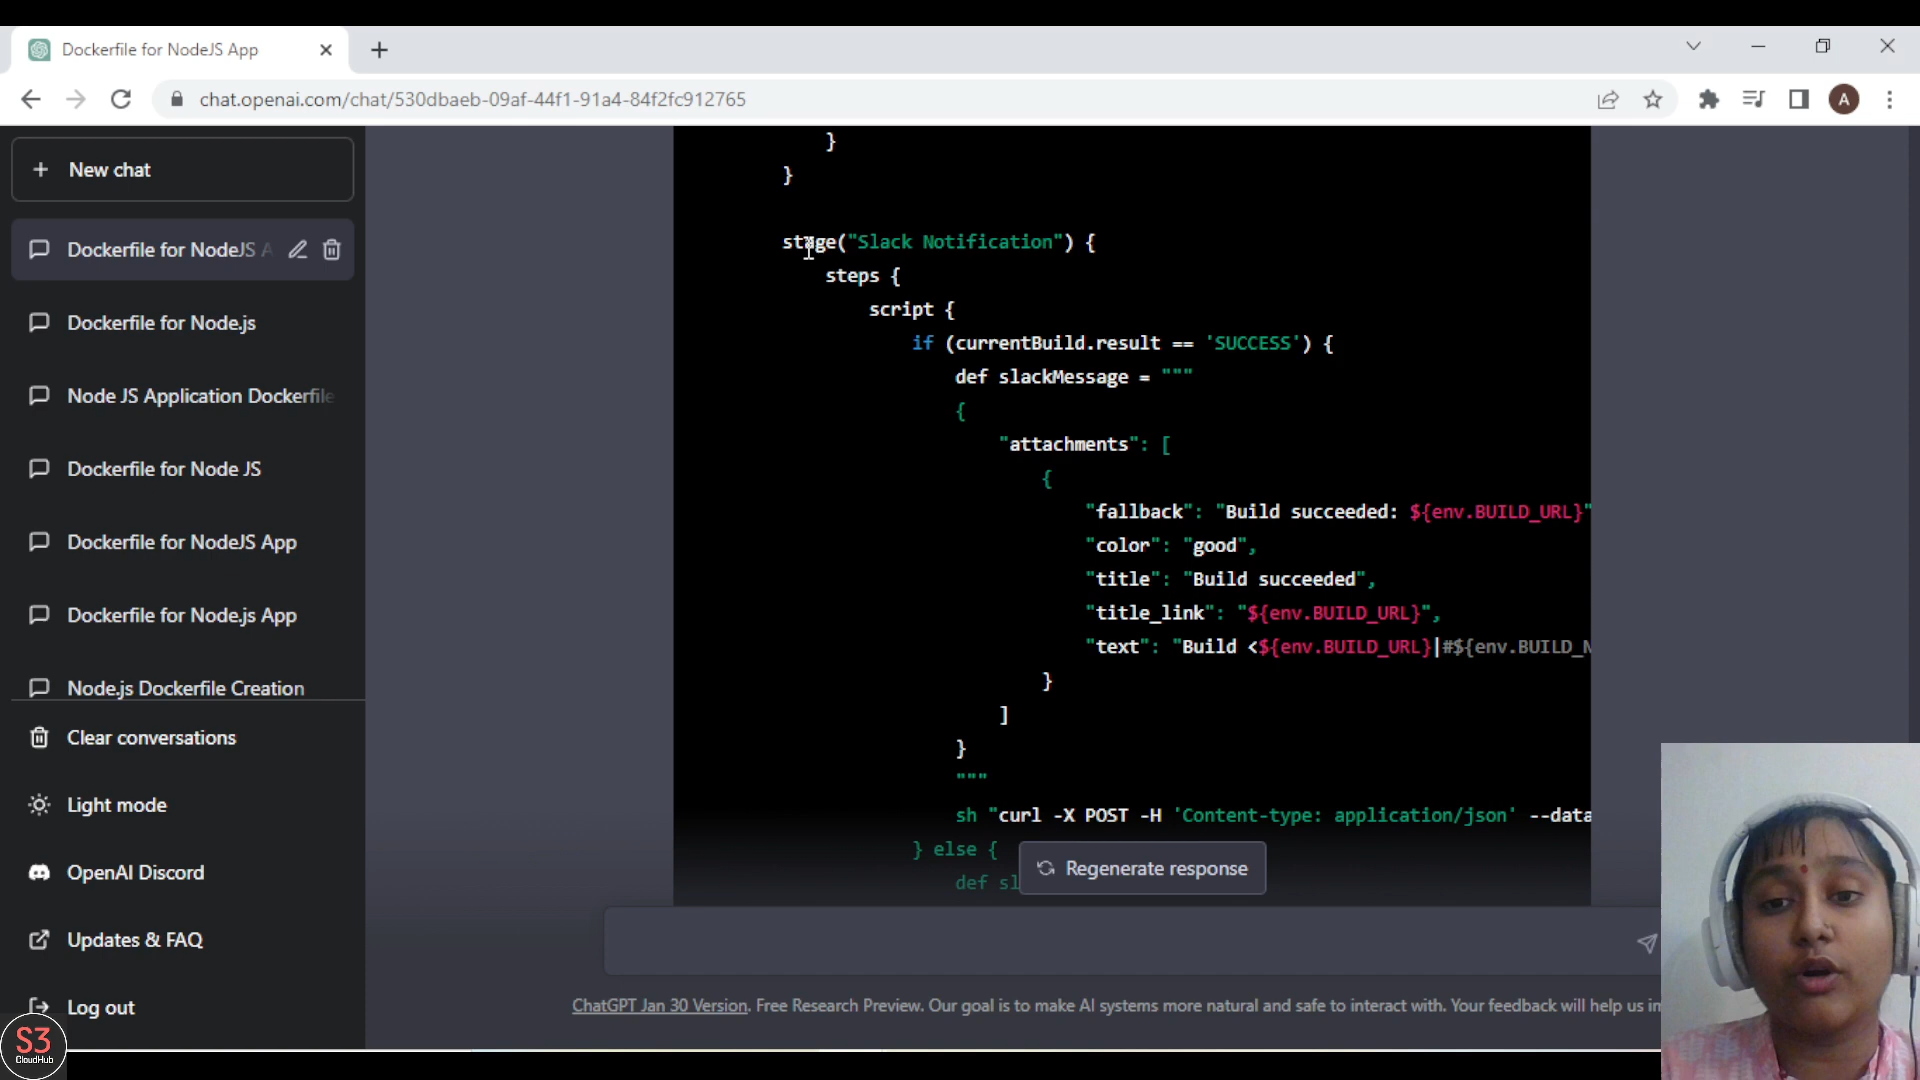 Dockerfile for NodeJS App
chat.openai.com/chat/530dbaeb-09af-44f1-91a4-84f2fc912765
A
New chat
Dockerfile for NodeJS A
Dockerfile for Node.js
Node JS Application Dockerfile
Dockerfile for Node JS
Dockerfile for NodeJS App
Dockerfile for Node.js App
Node.js Dockerfile Creation
Clear conversations
Light mode
OpenAI Discord
Updates & FAQ
Log out
S3
CloudHub
}
}
stage("Slack Notification") {
steps {
script {
if (currentBuild.result == 'SUCCESS') {
def slackMessage = """
{
"attachments": [
{
"fallback": "Build succeeded: ${env.BUILD_URL}"
"color": "good",
"title": "Build succeeded",
"title_link": "${env.BUILD_URL}",
"text": "Build <${env.BUILD_URL}|#${env.BUILD_N
}
]
}
"""
sh "curl -X POST -H 'Content-type: application/json' --data
} else {
def sl
Regenerate response
ChatGPT Jan 30 Version. Free Research Preview. Our goal is to make AI systems more natural and safe to interact with. Your feedback will help us im